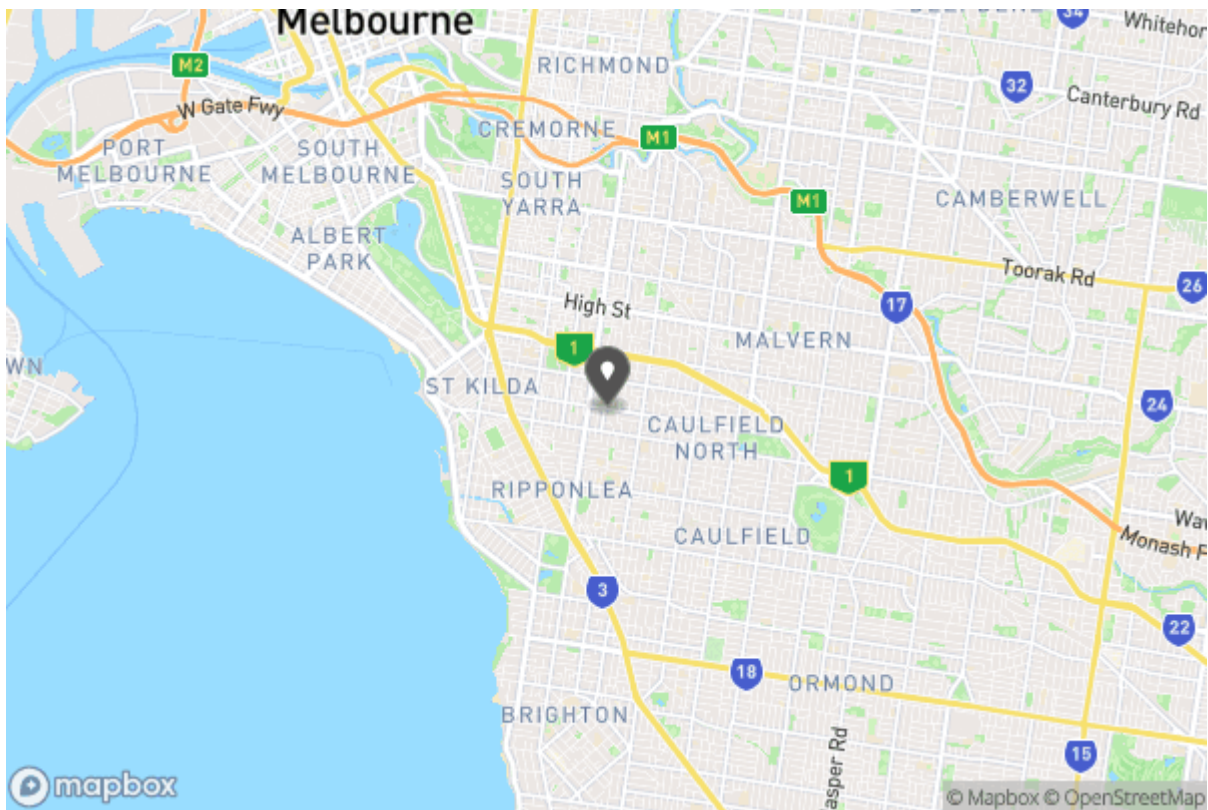 Melbourne
34
Whitehor
M2
RICHMOND
32
Canterbury Rd
W Gate Fwy
CREMORNE
M1
PORT
MELBOURNE
SOUTH
MELBOURNE
SOUTH
YARRA
M1
CAMBERWELL
ALBERT
PARK
Toorak Rd
26
High St
17
MALVERN
1
WN
ST KILDA
24
CAULFIELD
NORTH
1
RIPPONLEA
CAULFIELD
Wav
Monash F
3
22
18
ORMOND
BRIGHTON
asper Rd
15
mapbox
© Mapbox © OpenStreetMap